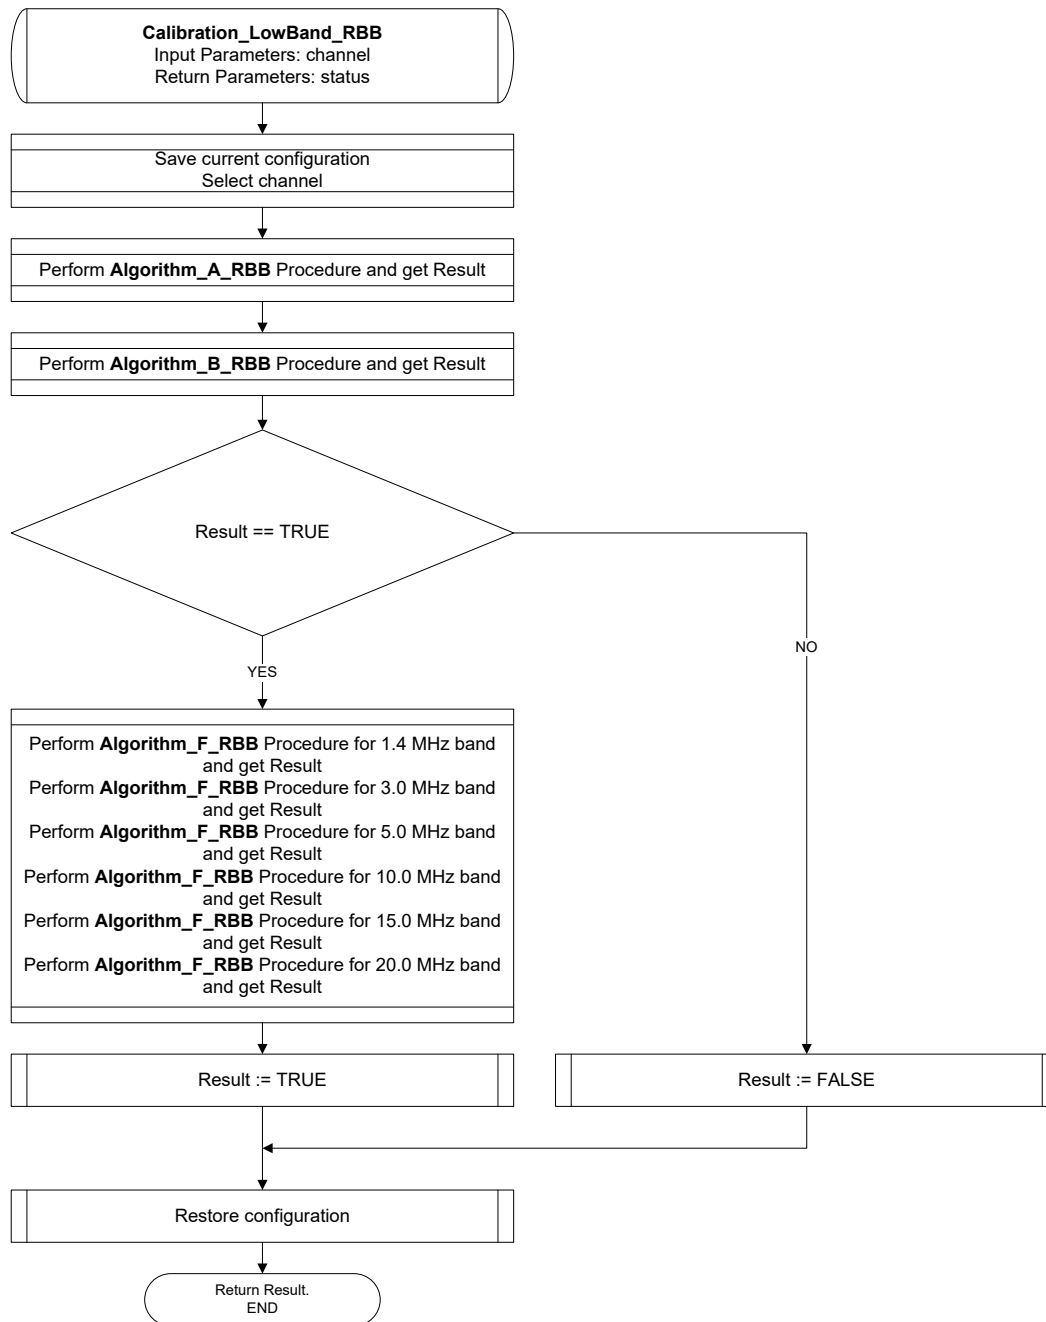 Calibration_LowBand_RBB
Input Parameters: channel
Return Parameters: status
Save current configuration
Select channel
Perform Algorithm_A_RBB Procedure and get Result
Perform Algorithm_B_RBB Procedure and get Result
Result == TRUE
NO
YES
Perform Algorithm_F_RBB Procedure for 1.4 MHz band
and get Result
Perform Algorithm_F_RBB Procedure for 3.0 MHz band
and get Result
Perform Algorithm_F_RBB Procedure for 5.0 MHz band
and get Result
Perform Algorithm_F_RBB Procedure for 10.0 MHz band
and get Result
Perform Algorithm_F_RBB Procedure for 15.0 MHz band
and get Result
Perform Algorithm_F_RBB Procedure for 20.0 MHz band
and get Result
Result := TRUE
Result := FALSE
Restore configuration
Return Result.
END